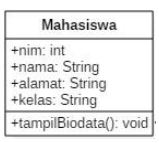 Mahasiswa
+nim: int
+nama: String
+alamat: String
+kelas: String
+tampilBiodata(): void